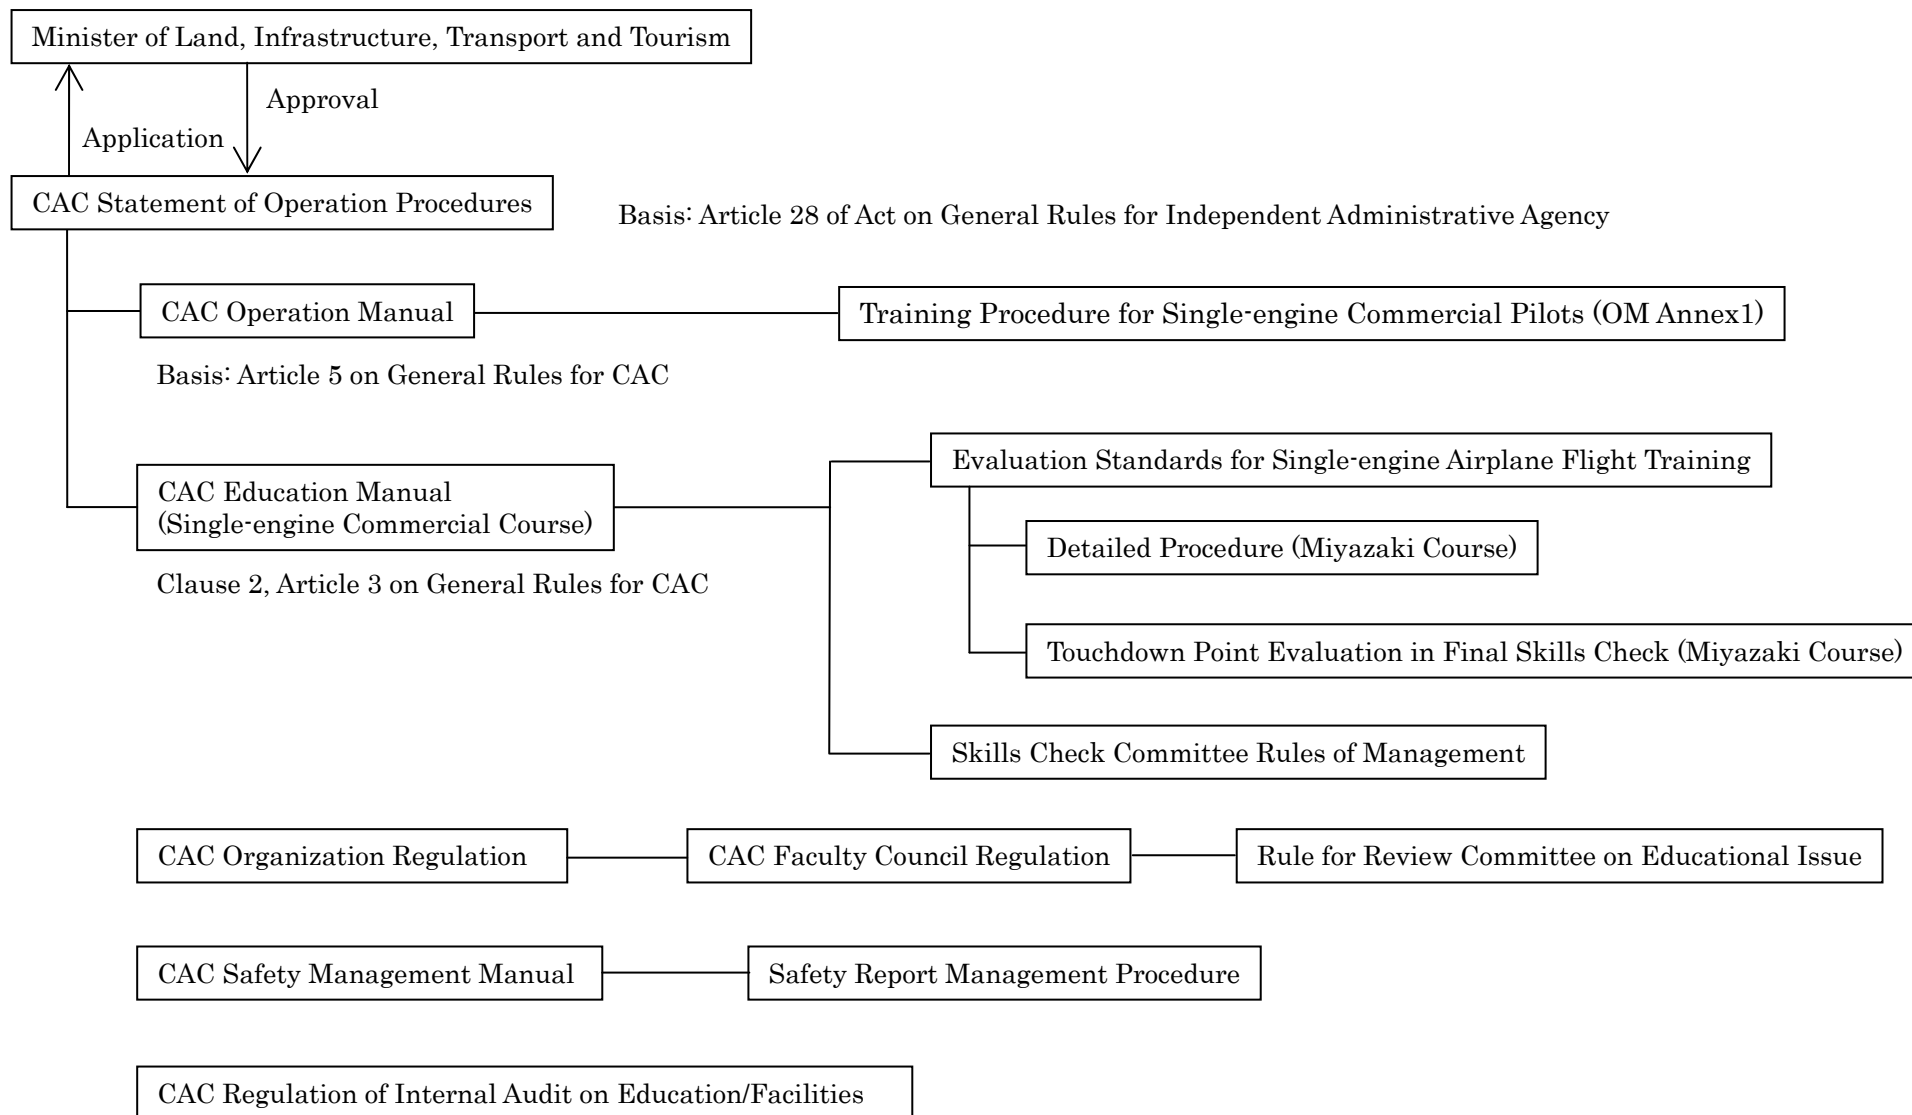 Minister of Land, Infrastructure, Transport and Tourism
Approval
Application
CAC Statement of Operation Procedures
Basis: Article 28 of Act on General Rules for Independent Administrative Agency
CAC Operation Manual
Training Procedure for Single-engine Commercial Pilots (OM Annex1)
Basis: Article 5 on General Rules for CAC
Evaluation Standards for Single-engine Airplane Flight Training
CAC Education Manual
(Single-engine Commercial Course)
Detailed Procedure (Miyazaki Course)
Clause 2, Article 3 on General Rules for CAC
Touchdown Point Evaluation in Final Skills Check (Miyazaki Course)
Skills Check Committee Rules of Management
CAC Organization Regulation
CAC Faculty Council Regulation
Rule for Review Committee on Educational Issue
CAC Safety Management Manual
Safety Report Management Procedure
CAC Regulation of Internal Audit on Education/Facilities